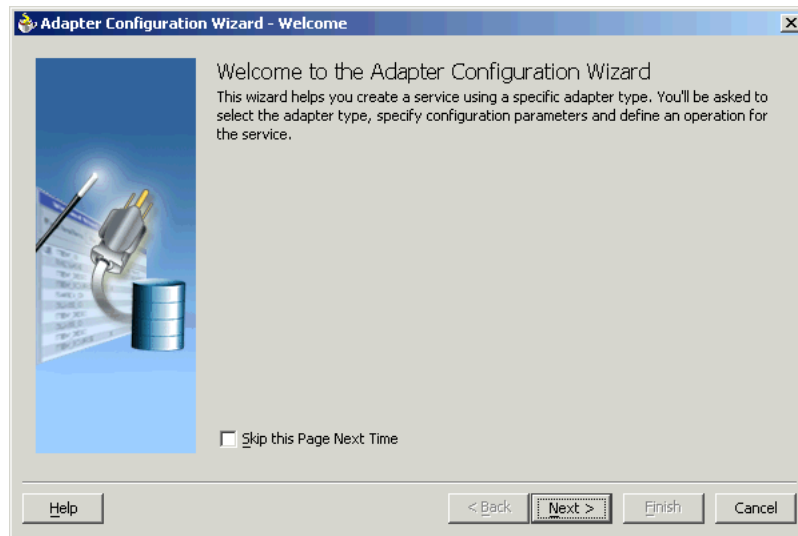 Adapter Configuration Wizard - Welcome
Welcome to the Adapter Configuration Wizard
This wizard helps you create a service using a specific adapter type. You'll be asked to
select the adapter type, specify configuration parameters and define an operation for
the service.
Skip this Page Next Time
Help
< Back
Next >
Finish
Cancel